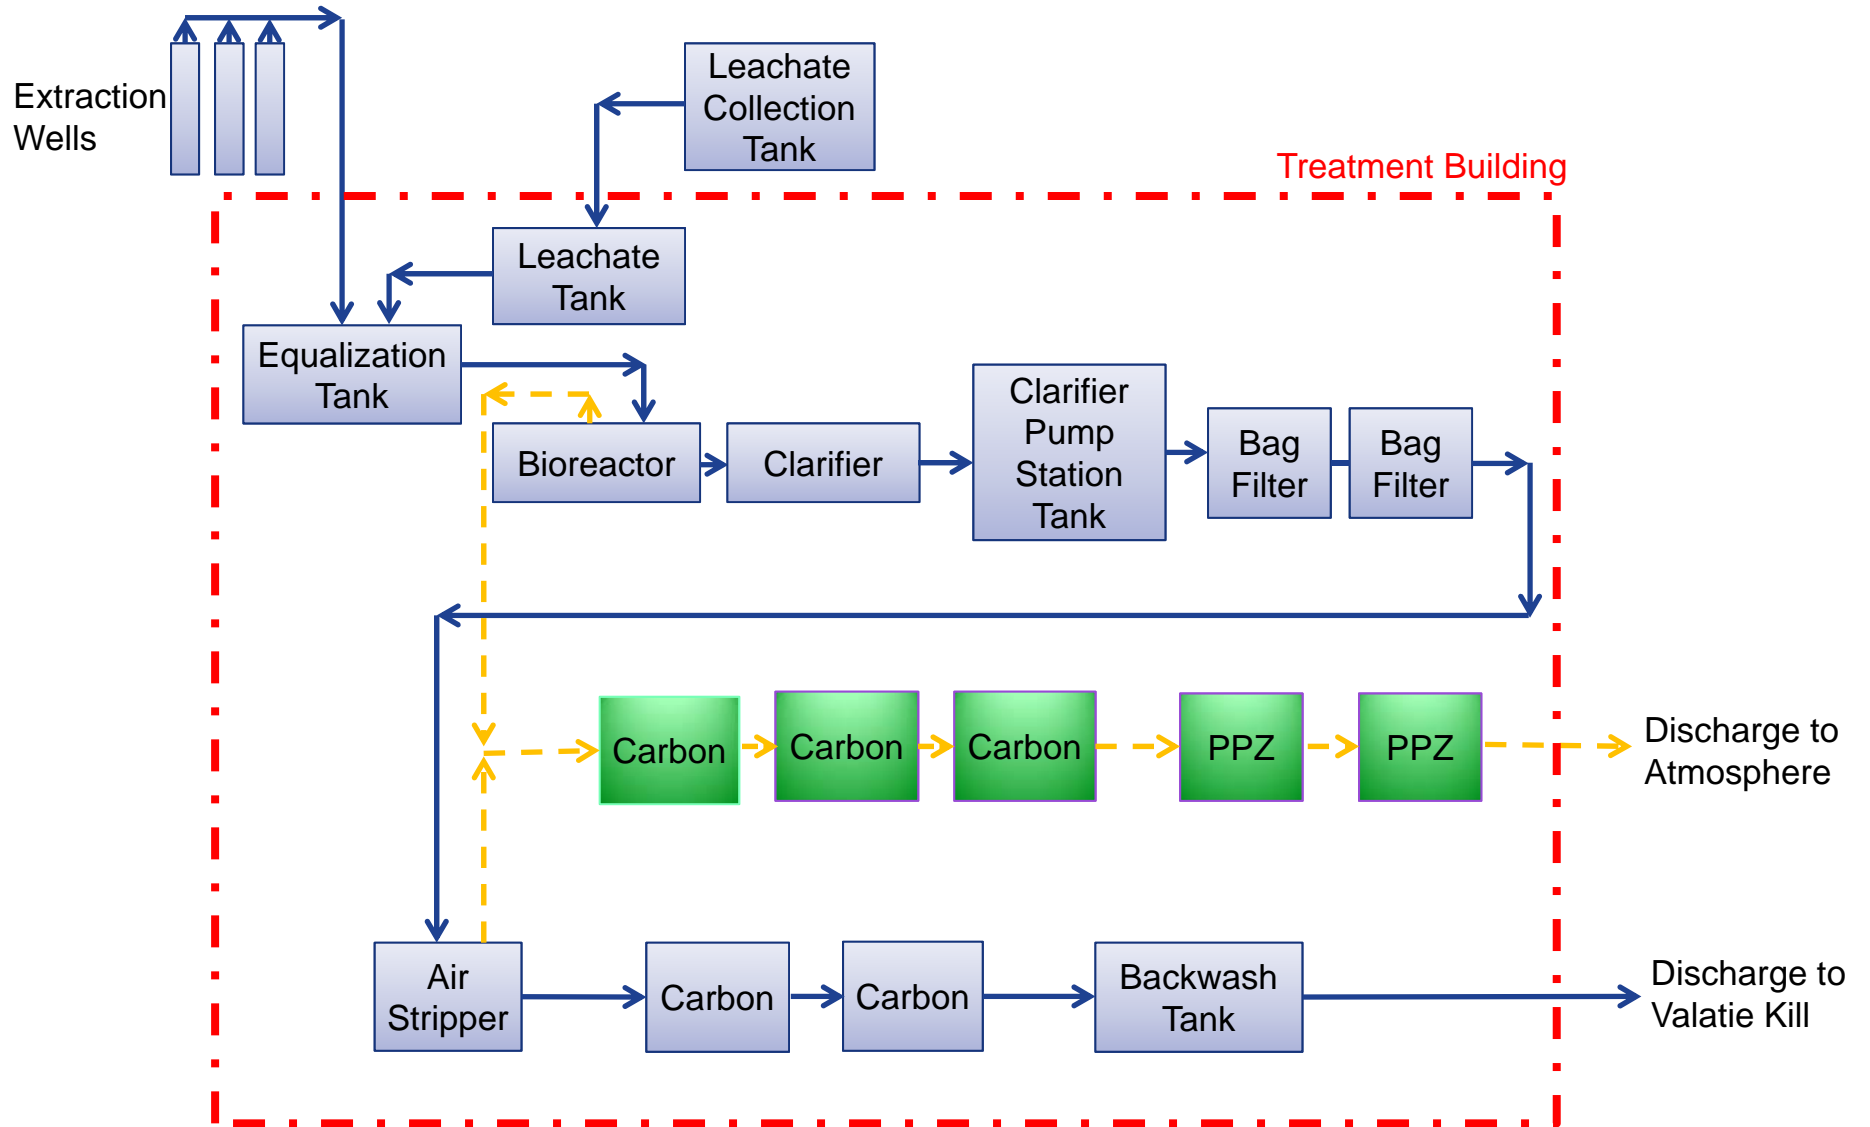 Extraction
Wells
Leachate
Collection
Tank
Treatment Building
Leachate
Tank
Equalization
Tank
Bioreactor
Clarifier
Clarifier
Pump
Station
Tank
Bag
Filter
Bag
Filter
Carbon
Carbon
Carbon
PPZ
PPZ
Discharge to
Atmosphere
Air
Stripper
Carbon
Carbon
Backwash
Tank
Discharge to
Valatie Kill